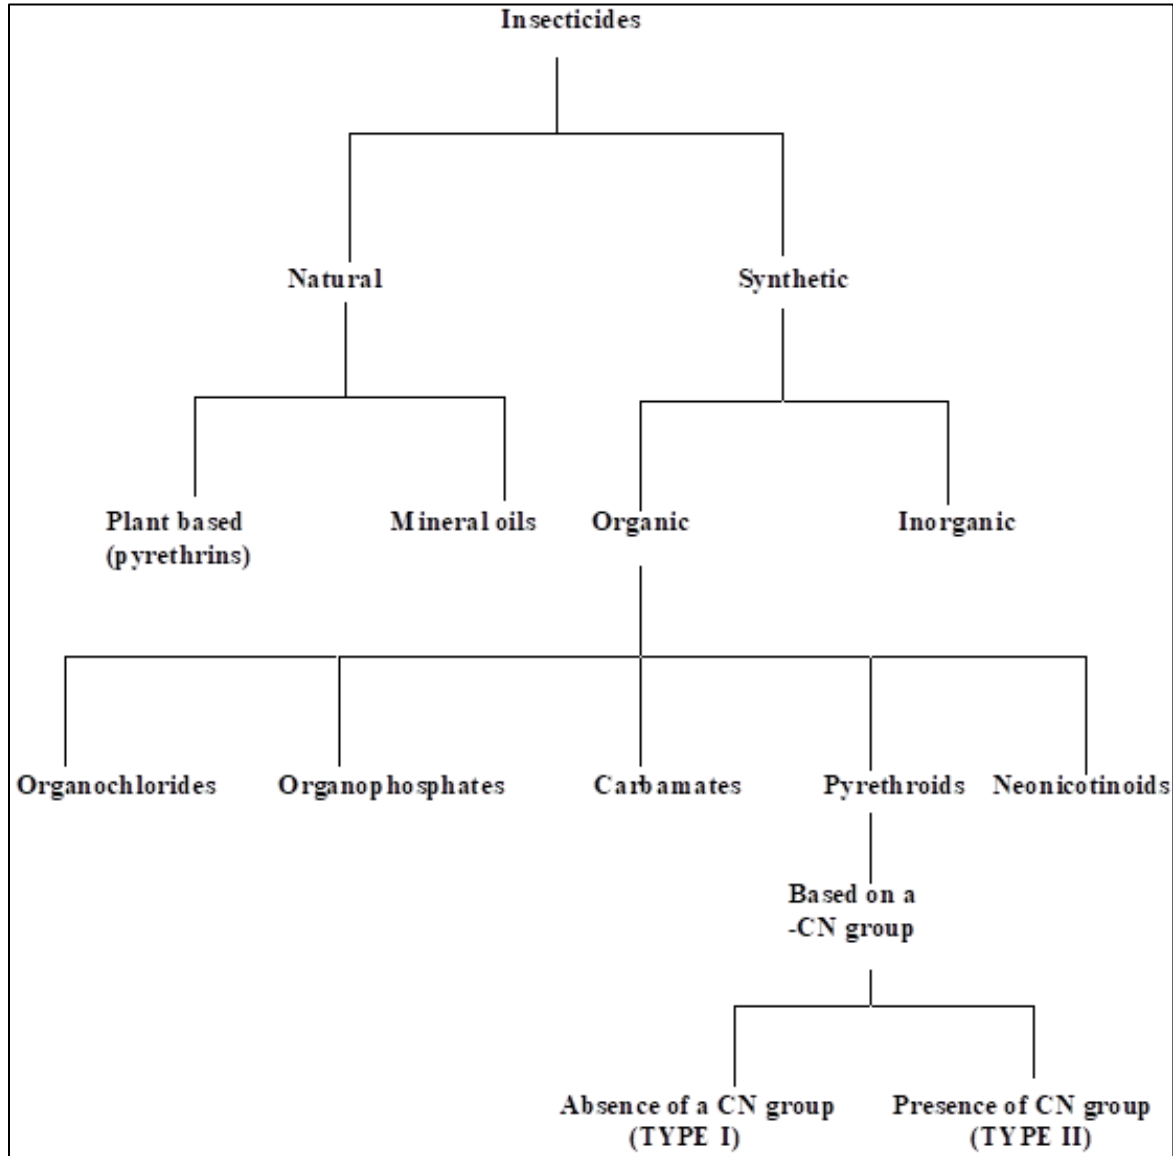 Insecticides
Natural
Synthetic
Plant based
(pyrethrins)
Mineral oils
Organic
Inorganic
Organochlorides
Organophosphates
Carbamates
Pyrethroids
Neonicotinoids
Based on a
-CN group
Absence of a CN group
(TYPE I)
Presence of CN group
(TYPE II)